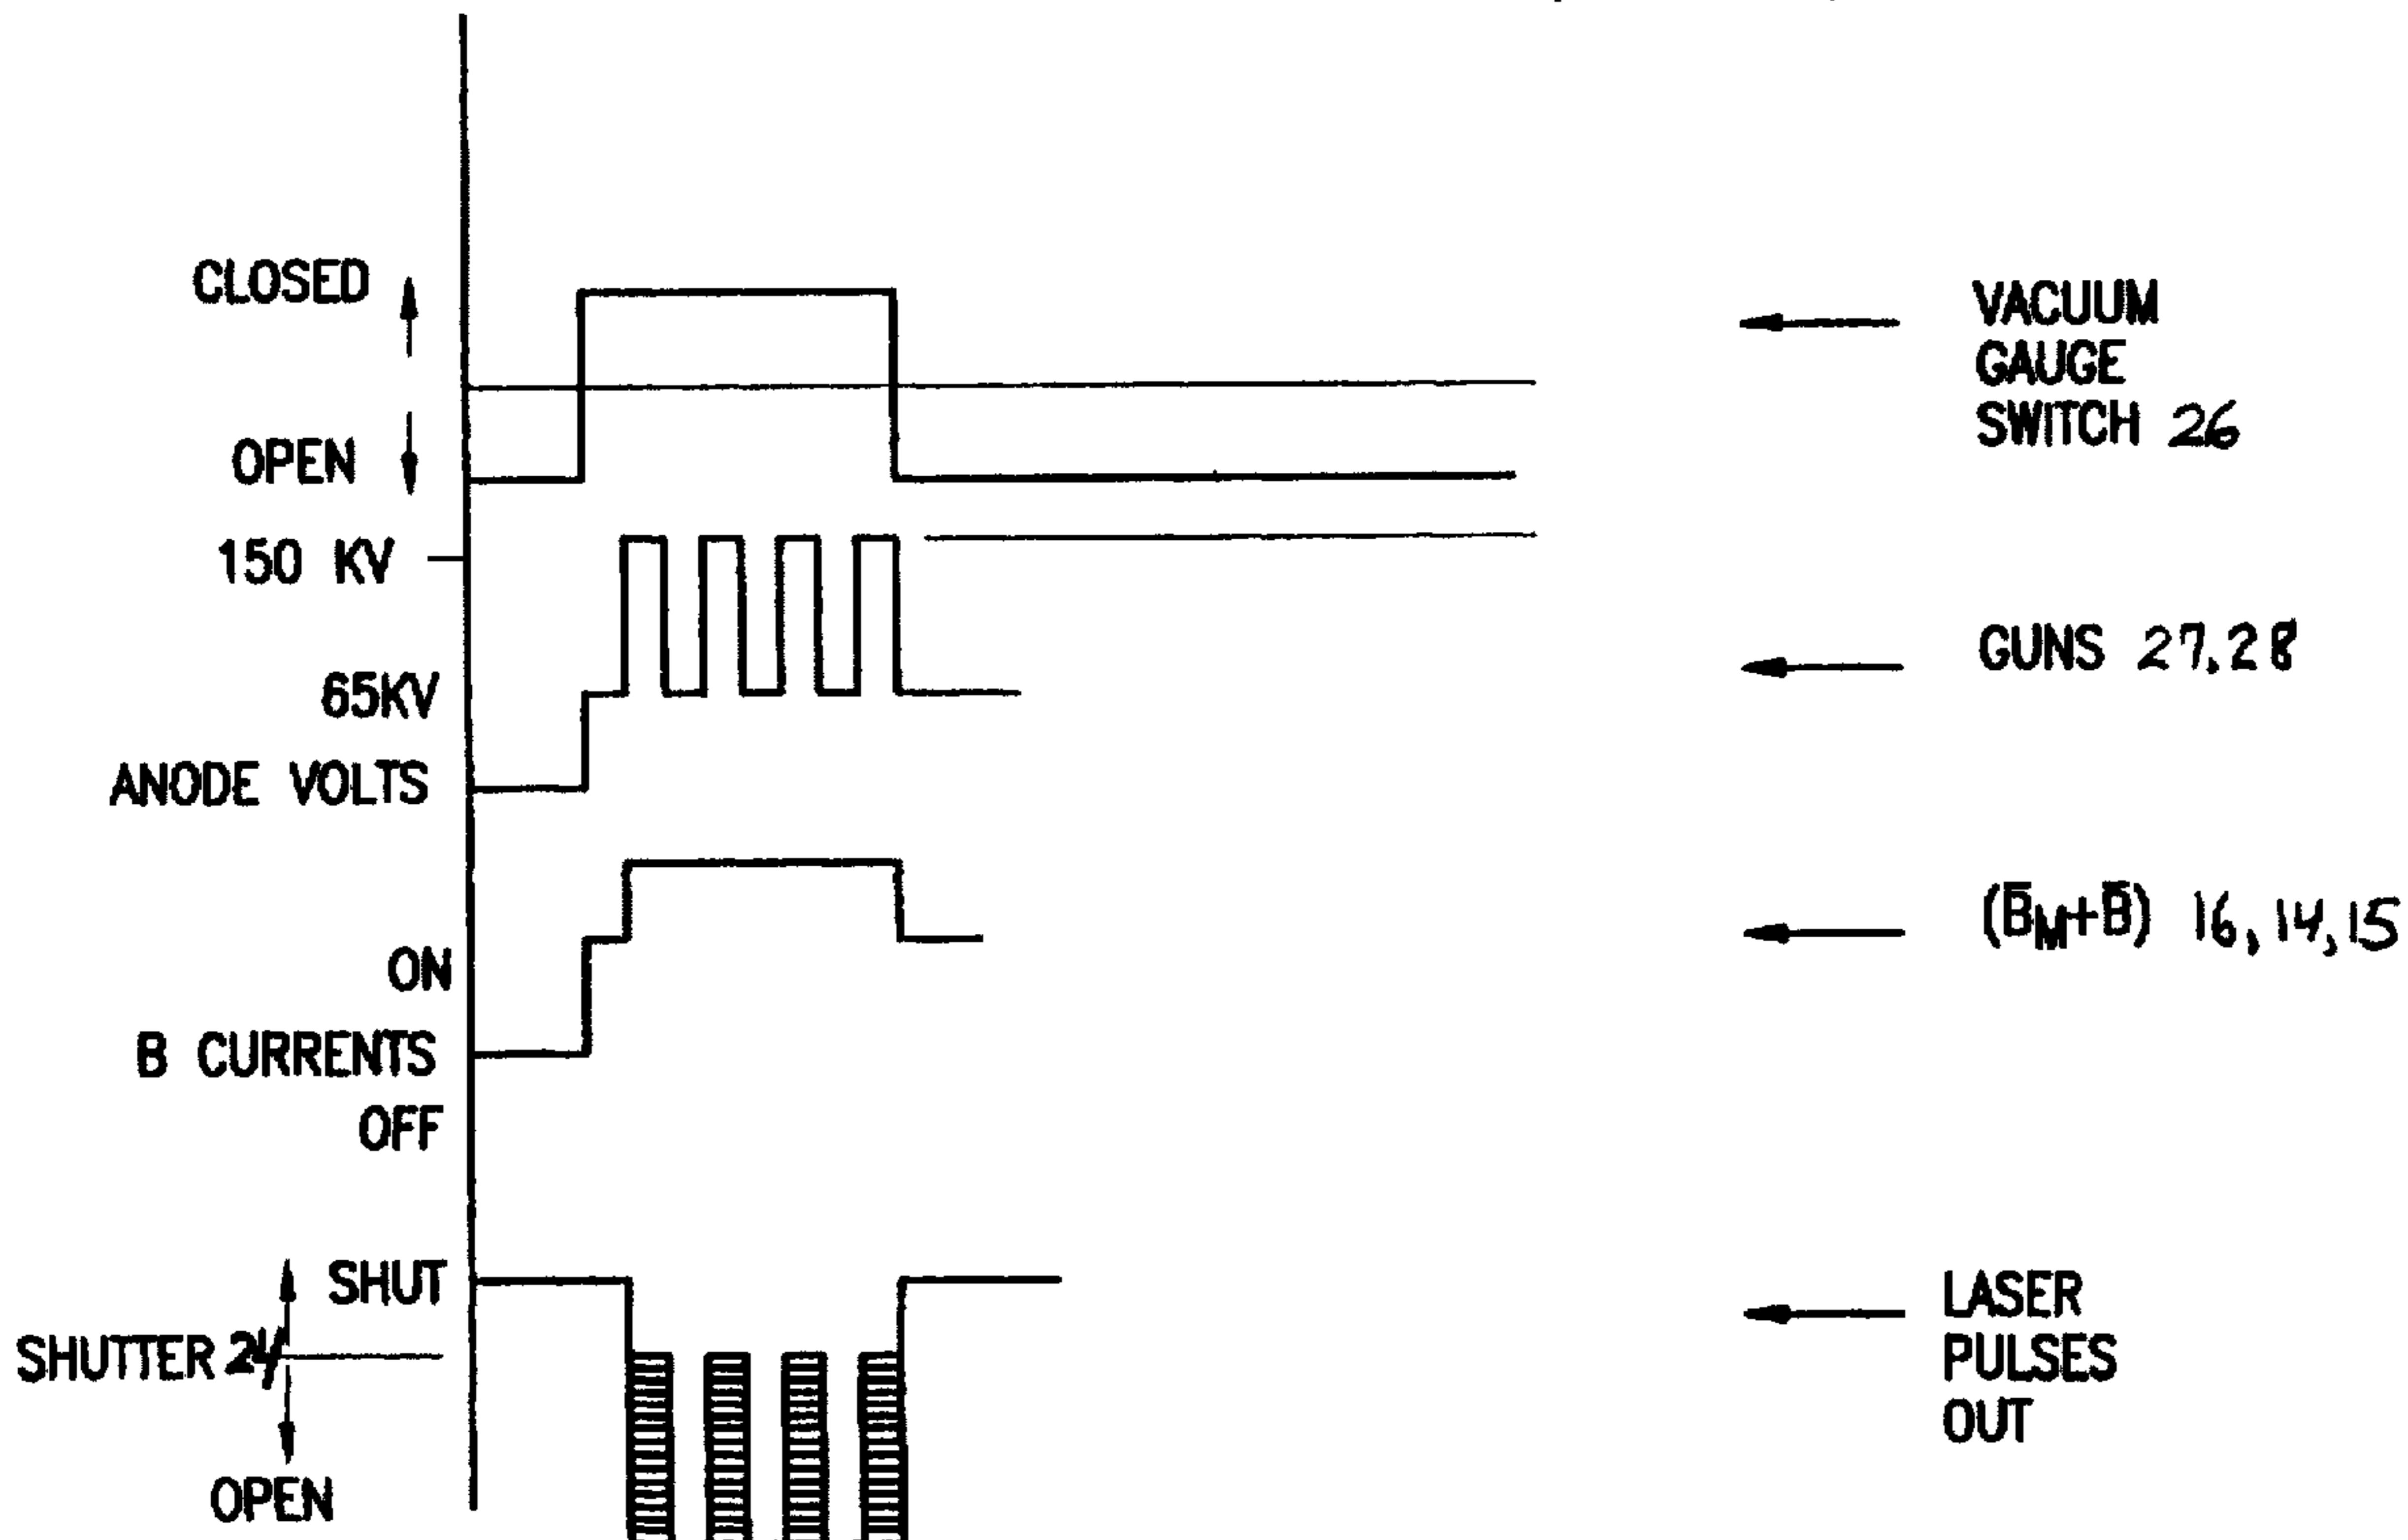 CLOSED
OPEN
VACUUM
GAUGE
SWITCH 26
150 KV
65KV
ANODE VOLTS
GUNS 27,28
ON
B CURRENTS
OFF
(B̄M+B̄) 16, 14, 15
SHUT
SHUTTER 24
OPEN
LASER
PULSES
OUT